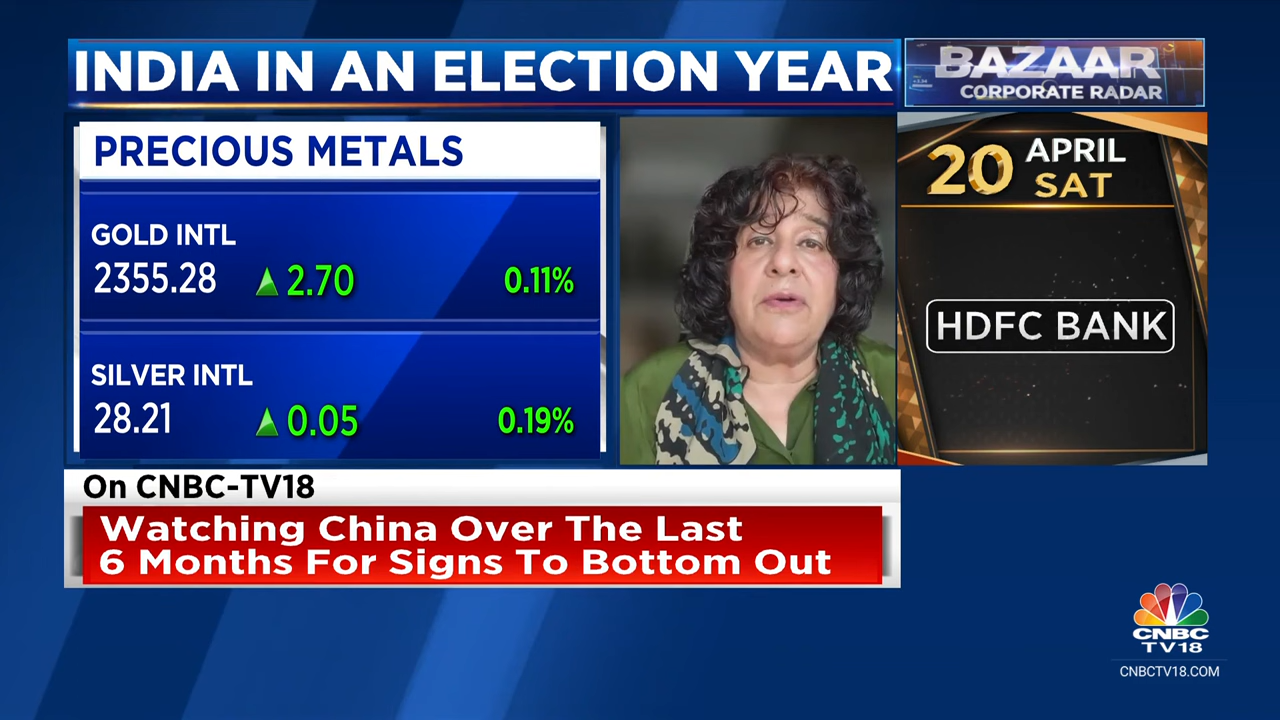 INDIA IN AN ELECTION YEAR
BAZAAR
CORPORATE RADAR
PRECIOUS METALS
GOLD INTL
2355.28 ▲ 2.70 0.11%
SILVER INTL
28.21 ▲ 0.05 0.19%
20 APRIL
SAT
HDFC BANK
On CNBC-TV18
Watching China Over The Last
6 Months For Signs To Bottom Out
CNBC
TV18
CNBCTV18.COM